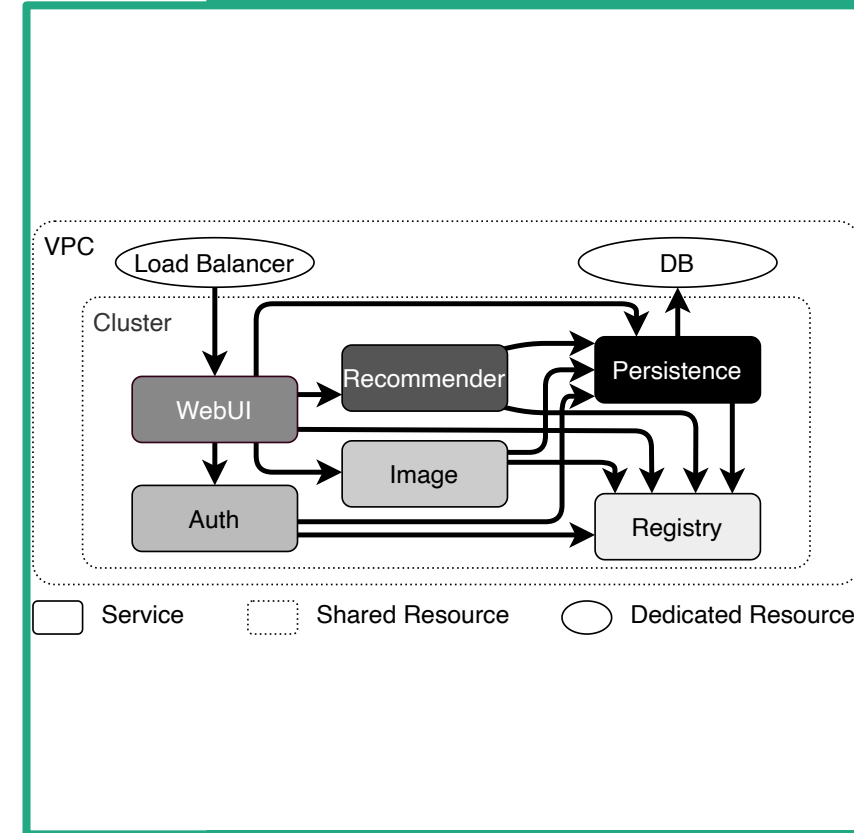 VPC
Load Balancer
DB
Cluster
Recommender
Persistence
WebUI
Image
Auth
Registry
Service
Shared Resource
Dedicated Resource